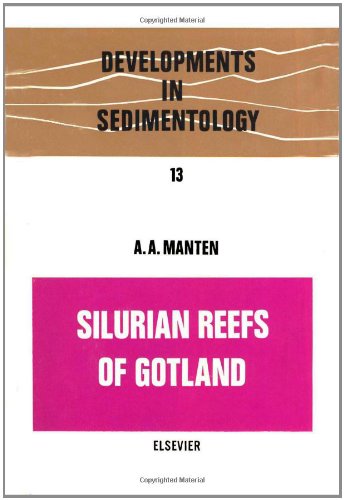 Copyrighted Material
DEVELOPMENTS
IN
SEDIMENTOLOGY
13
A.A. MANTEN
SILURIAN REEFS
OF GOTLAND
ELSEVIER
Copyrighted Material